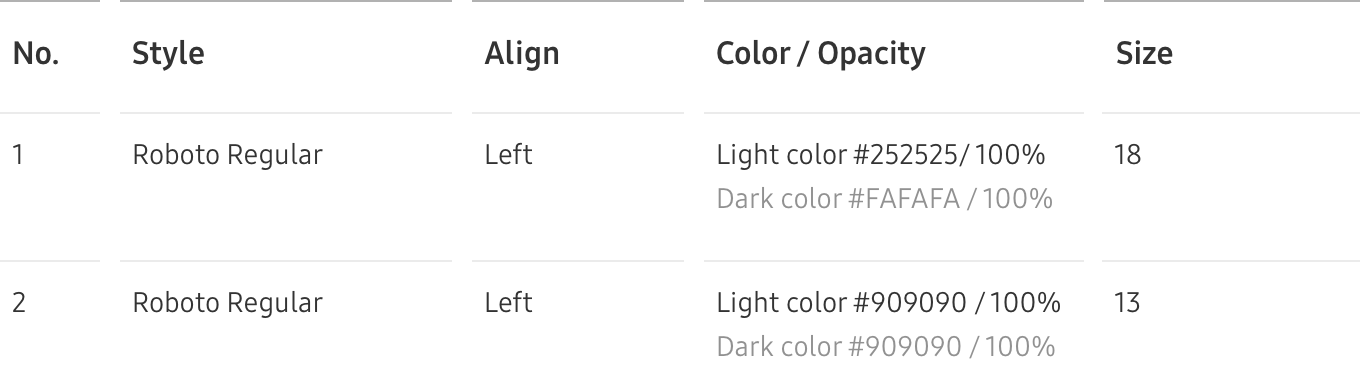 No. Style Align Color / Opacity Size
1 Roboto Regular Left Light color #252525/ 100% 18
Dark color #FAFAFA / 100%
2 Roboto Regular Left Light color #909090 / 100% 13
Dark color #909090 / 100%